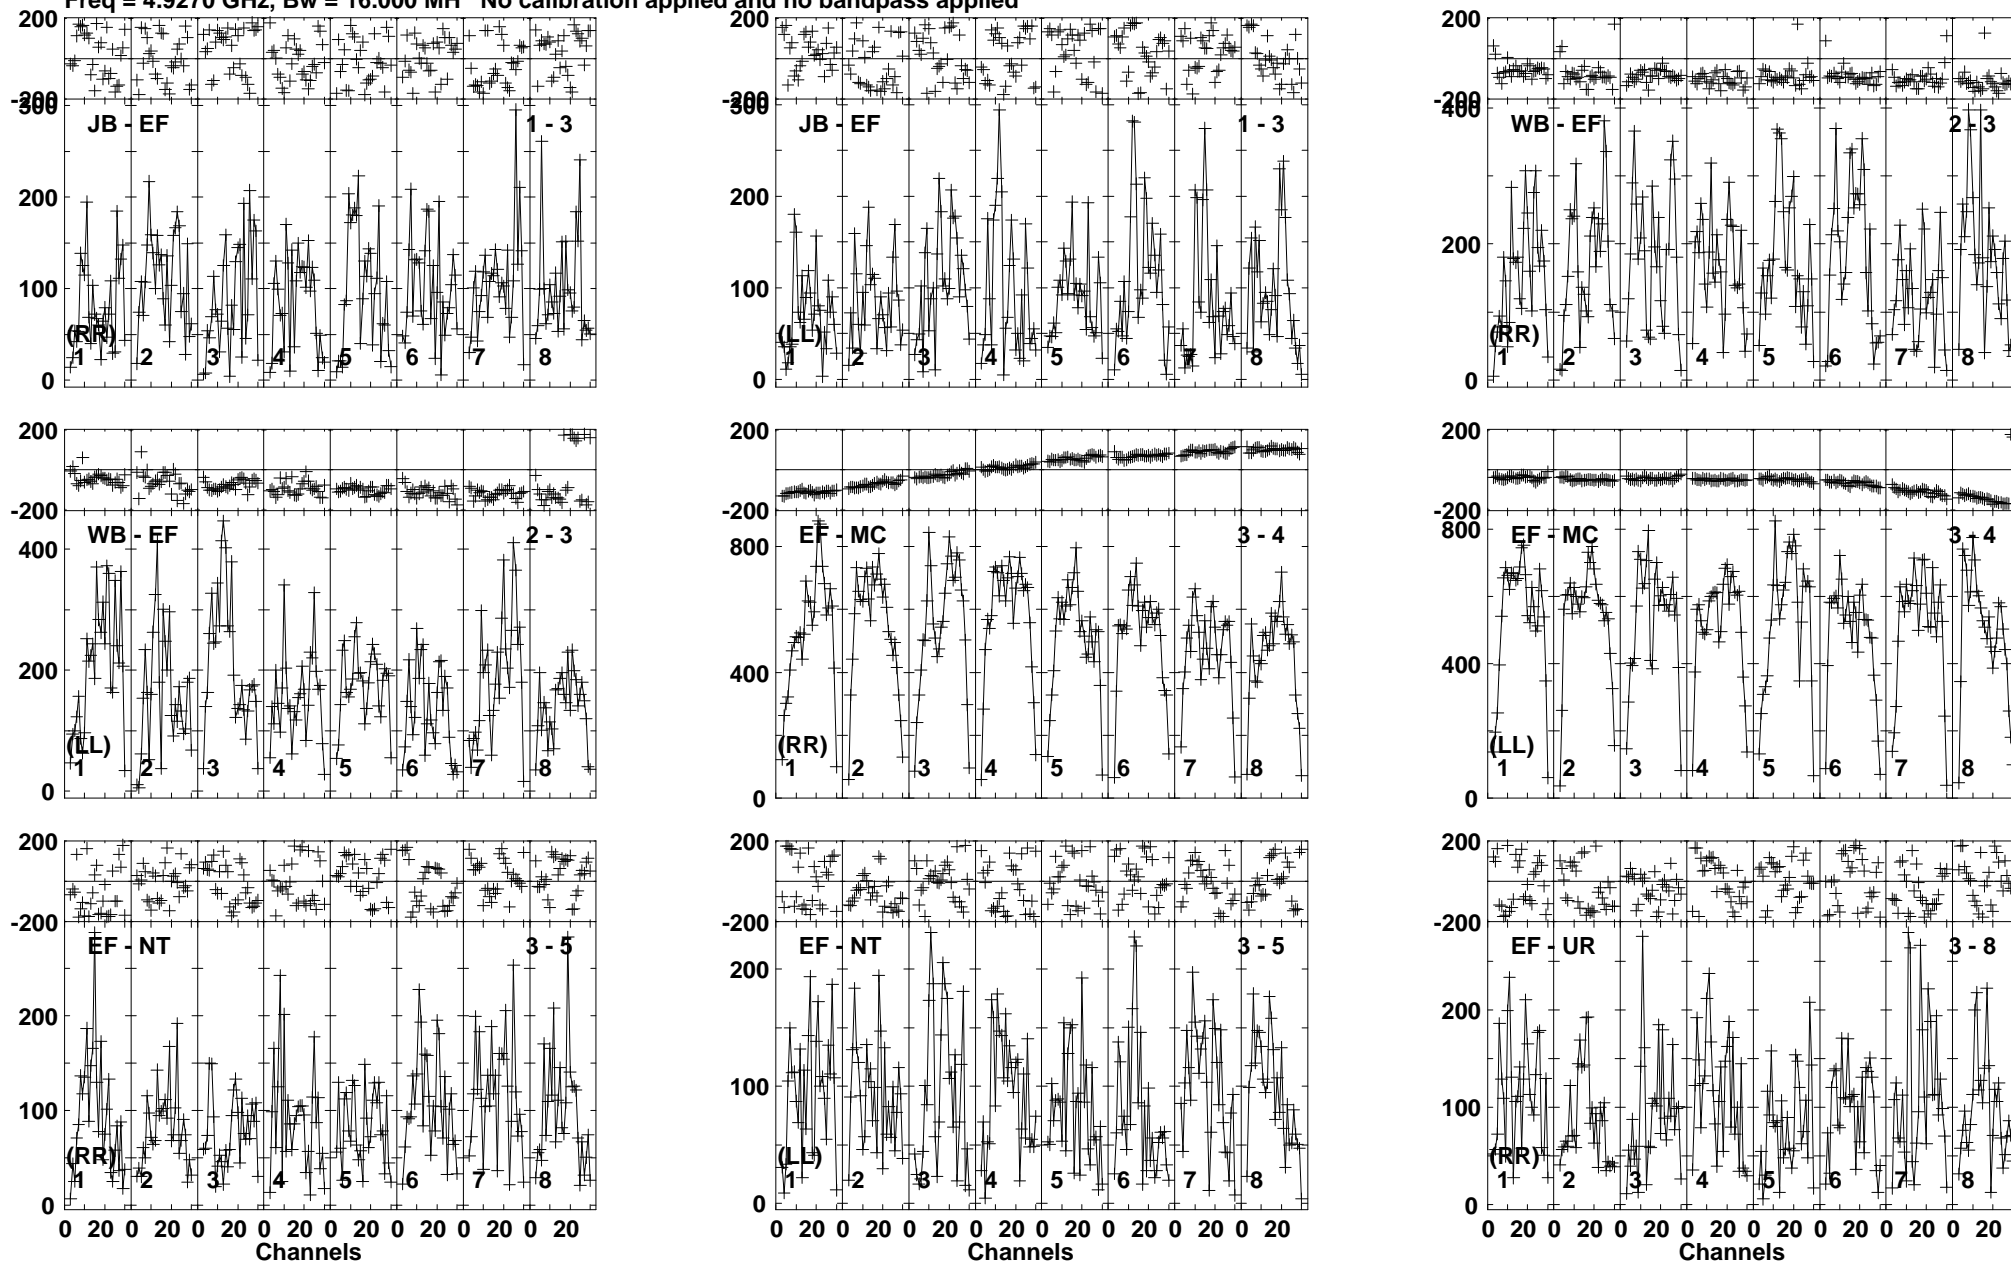 Freq = 4.9270 GHz, Bw = 16.000 MH No calibration applied and no bandpass applied
200 200 200
-200 -200 -200
300 300 400
JB - EF 1 - 3 JB - EF 1 - 3 WB - EF 2 - 3
200 200 200
100 100
(RR) (LL) (RR)
1 2 3 4 5 6 7 8 1 2 3 4 5 6 7 8 1 2 3 4 5 6 7 8
0 0 0
200 200 200
-200 -200 -200
WB - EF 2 - 3 EF - MC 3 - 4 EF - MC 3 - 4
400 800 800
200 400 400
(LL) (RR) (LL)
1 2 3 4 5 6 7 8 1 2 3 4 5 6 7 8 1 2 3 4 5 6 7 8
0 0 0
200 200 200
-200 -200 -200
EF - NT 3 - 5 EF - NT 3 - 5 EF - UR 3 - 8
200 200 200
100 100 100
(RR) (LL) (RR)
1 2 3 4 5 6 7 8 1 2 3 4 5 6 7 8 1 2 3 4 5 6 7 8
0 0 0
0 20 0 20 0 20 0 20 0 20 0 20 0 20 0 20 0 20 0 20 0 20 0 20 0 20 0 20 0 20 0 20 0 20 0 20 0 20 0 20 0 20 0 20 0 20 0 20
Channels Channels Channels